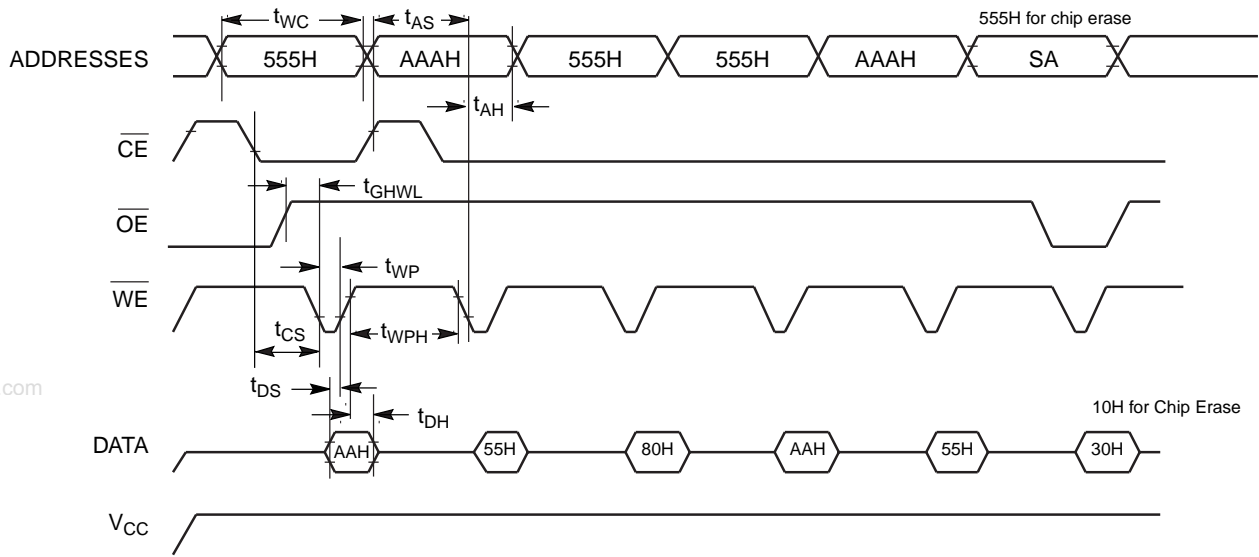 555H for chip erase
tWC
tAS
ADDRESSES
555H
AAAH
555H
555H
AAAH
SA
tAH
CE
tGHWL
OE
tWP
WE
tCS
tWPH
com
tDS
tDH
10H for Chip Erase
DATA
AAH
55H
80H
AAH
55H
30H
VCC